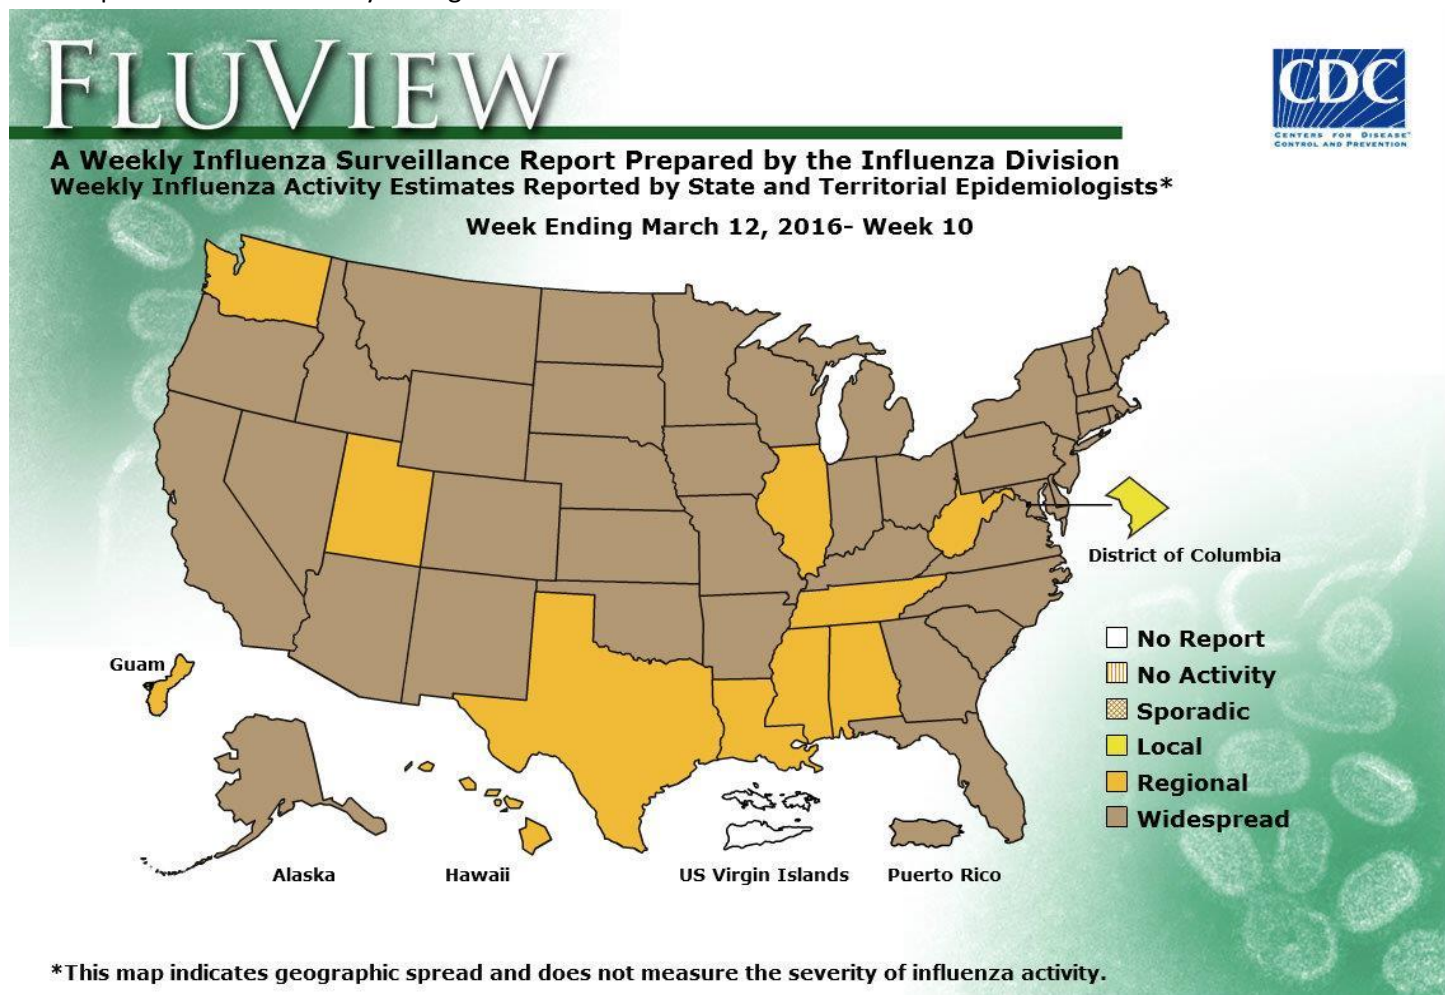 FLUVIEW
CDC
CENTERS FOR DISEASE™
CONTROL AND PREVENTION
A Weekly Influenza Surveillance Report Prepared by the Influenza Division
Weekly Influenza Activity Estimates Reported by State and Territorial Epidemiologists*
Week Ending March 12, 2016- Week 10
District of Columbia
No Report
No Activity
Sporadic
Local
Regional
Widespread
Guam
Alaska
Hawaii
US Virgin Islands
Puerto Rico
*This map indicates geographic spread and does not measure the severity of influenza activity.